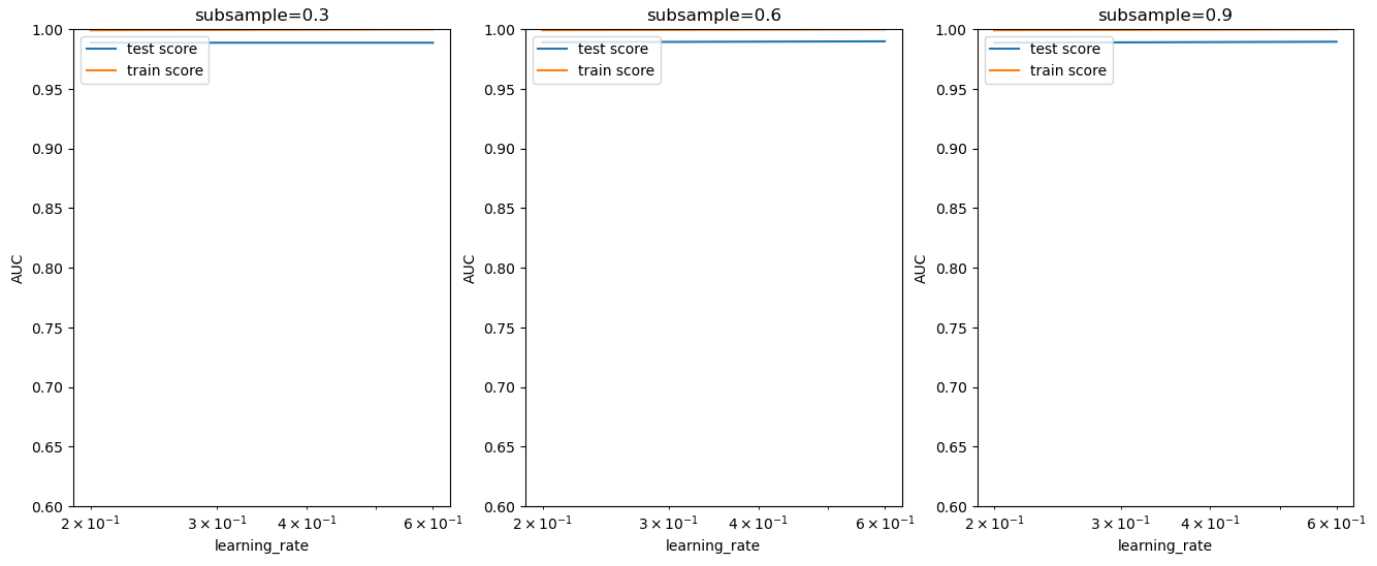 subsample=0.3
1.00
0.95
0.90
0.85
0.80
0.75
0.70
0.65
0.60
AUC
test score
train score
2 × 10⁻¹
3 × 10⁻¹
4 × 10⁻¹
6 × 10⁻¹
learning_rate
subsample=0.6
1.00
0.95
0.90
0.85
0.80
0.75
0.70
0.65
0.60
AUC
test score
train score
2 × 10⁻¹
3 × 10⁻¹
4 × 10⁻¹
6 × 10⁻¹
learning_rate
subsample=0.9
1.00
0.95
0.90
0.85
0.80
0.75
0.70
0.65
0.60
AUC
test score
train score
2 × 10⁻¹
3 × 10⁻¹
4 × 10⁻¹
6 × 10⁻¹
learning_rate